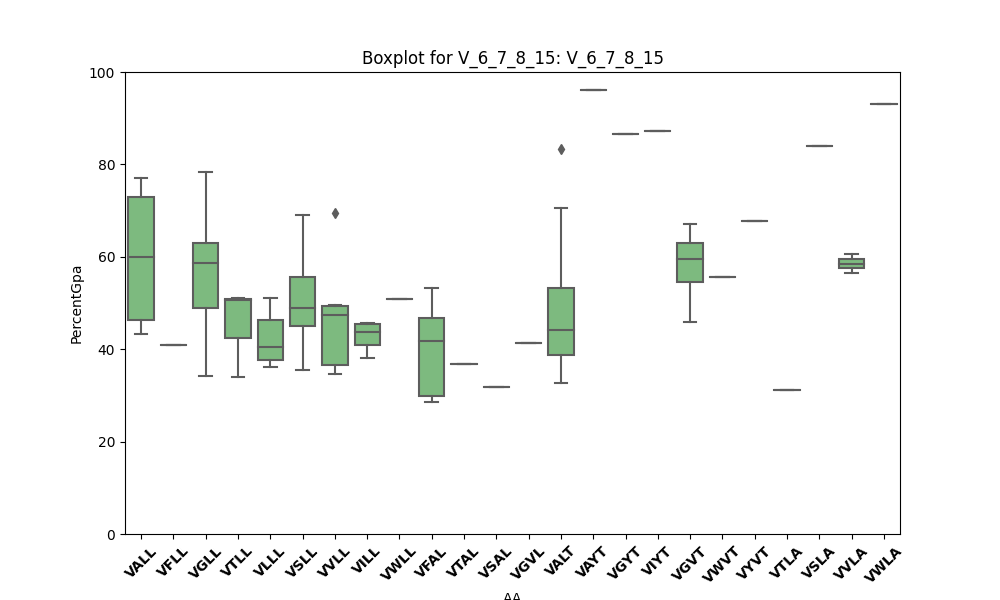 Boxplot for V_6_7_8_15: V_6_7_8_15
100
80
60
40
20
0
PercentGpa
VALL VFLL VGLL VTLL VLLL VSLL VVLL VILL VWLL VFAL VTAL VSAL VGVL VALT VAYT VGYT VIYT VGVT VWVT VYVT VTLA VSLA VVLA VWLA
AA